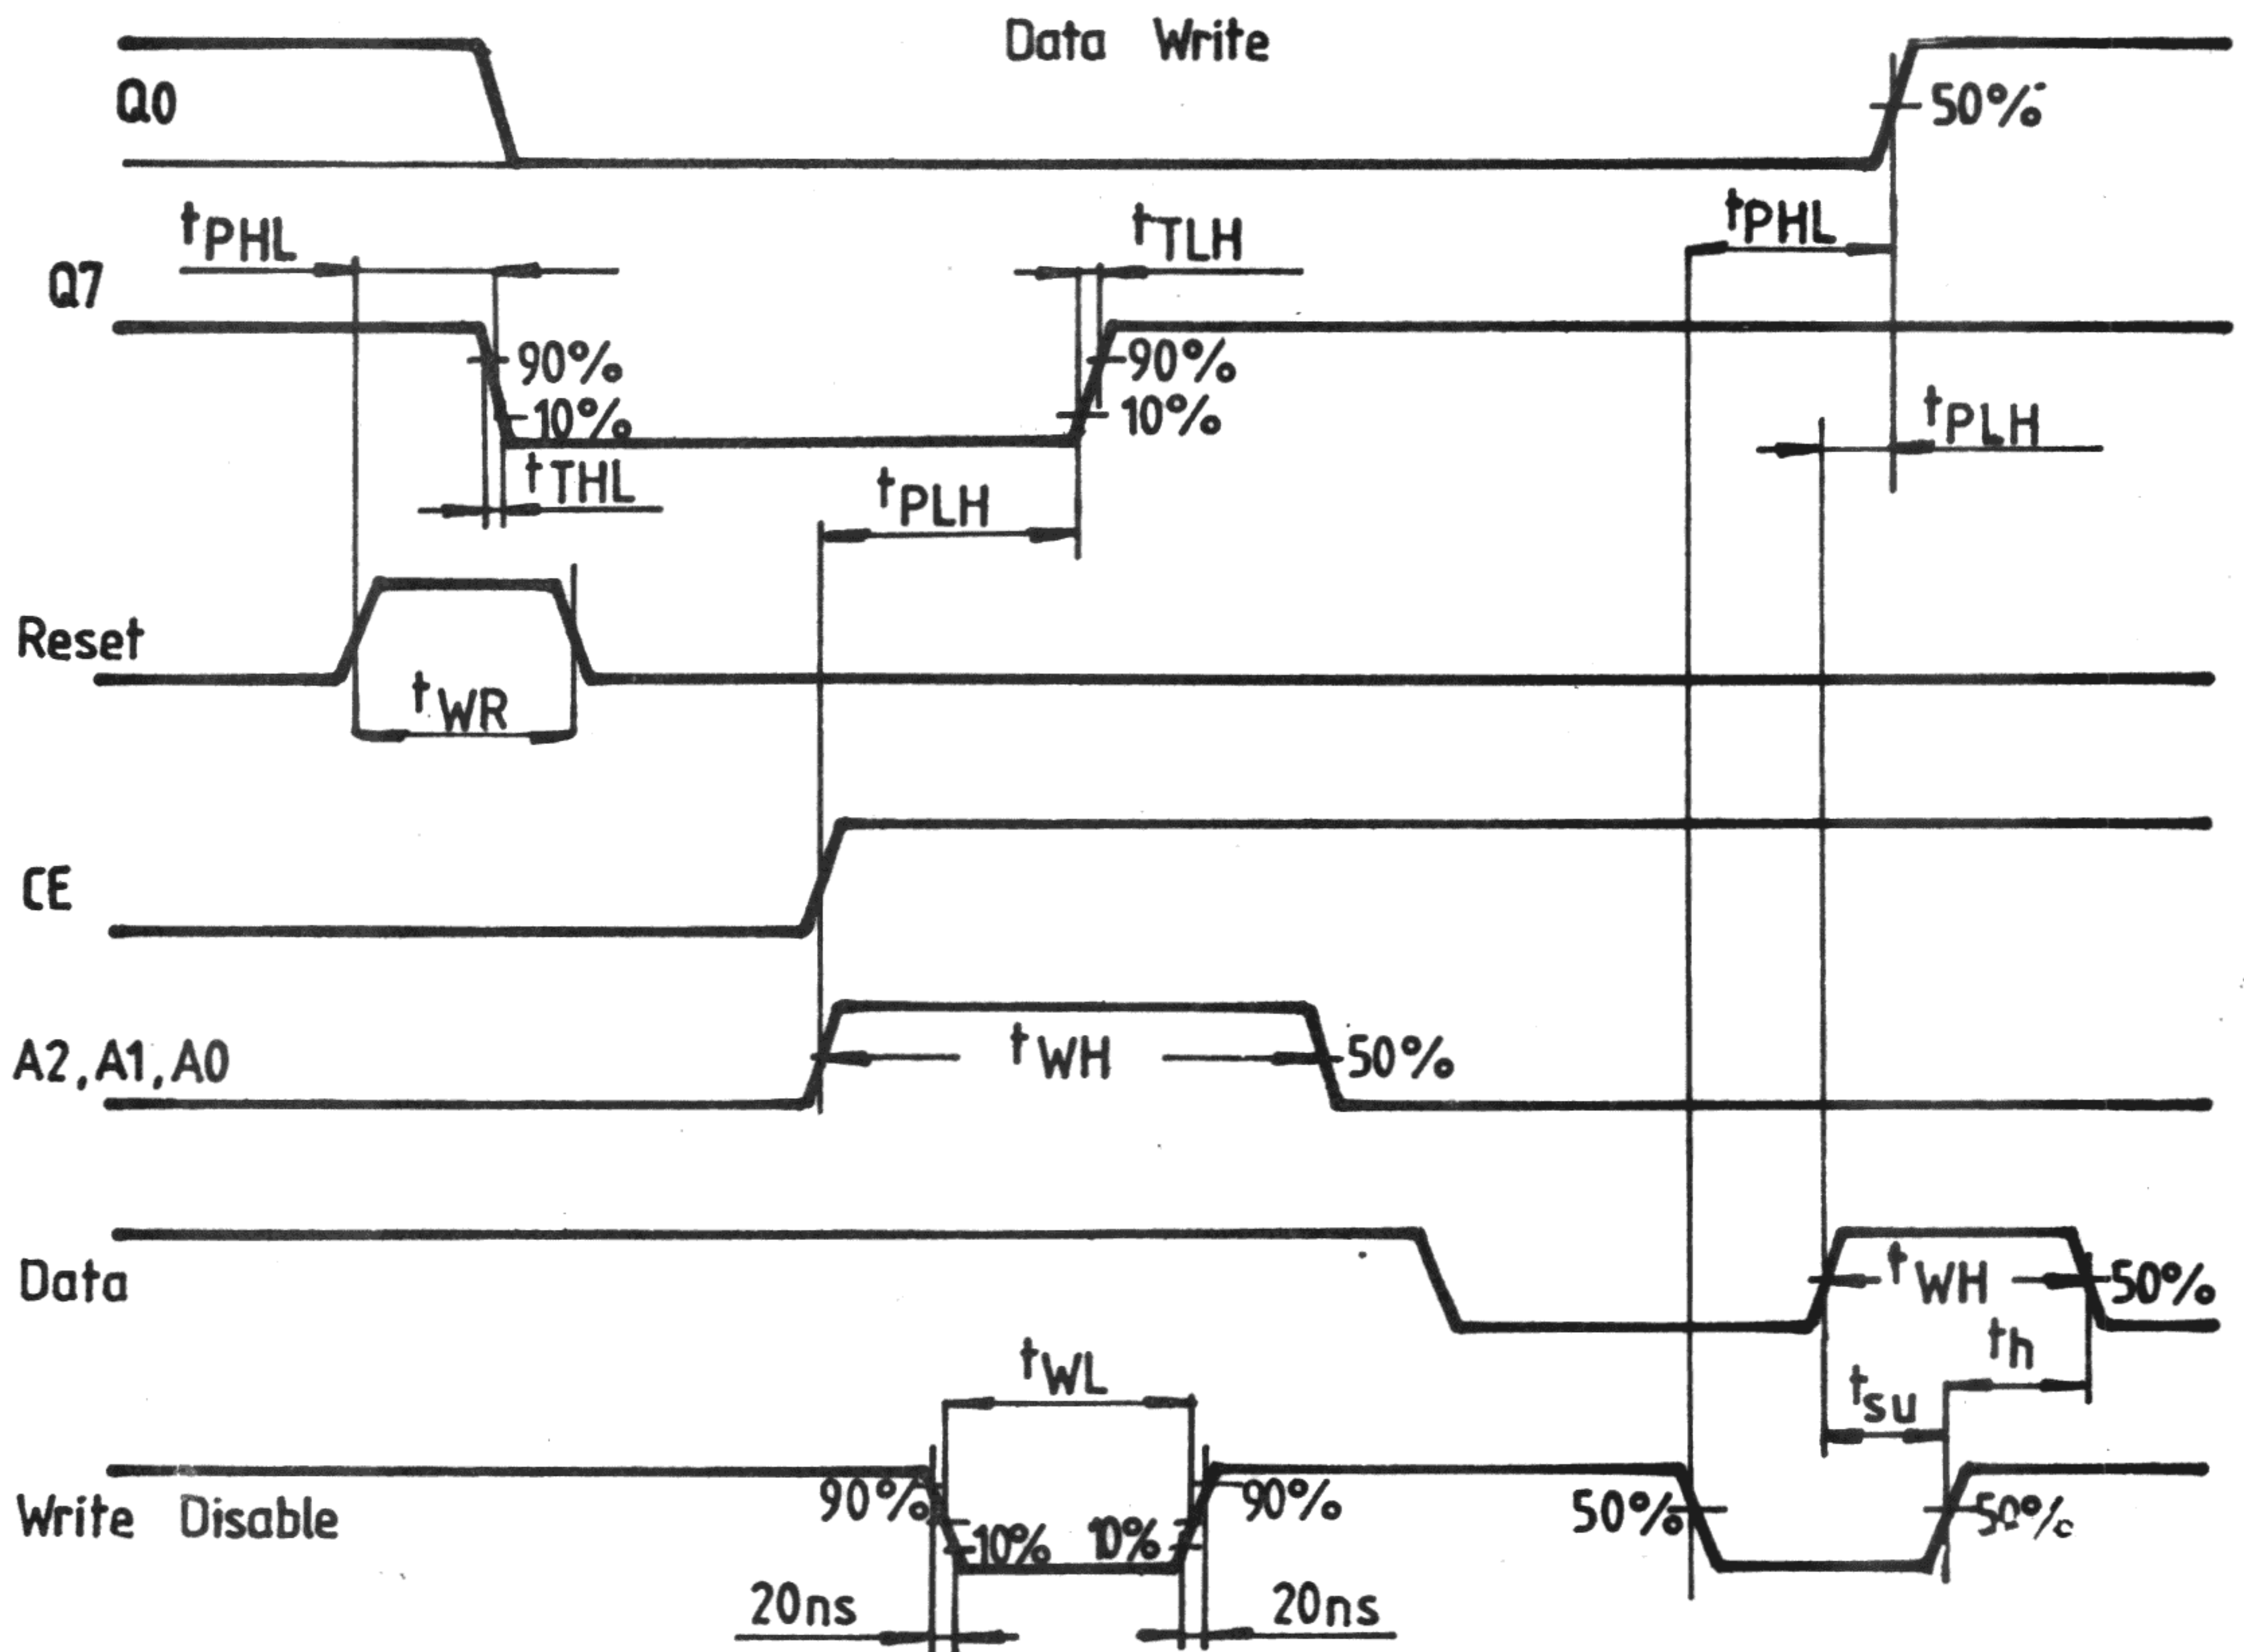 Data Write
Q0
50%
tPHL
tTLH
tPHL
Q7
90%
10%
90%
10%
tPLH
tTHL
tPLH
Reset
tWR
CE
A2, A1, A0
tWH
50%
Data
tWH
50%
th
tWL
tsu
Write Disable
90%
10%
10%
90%
50%
50%
20ns
20ns